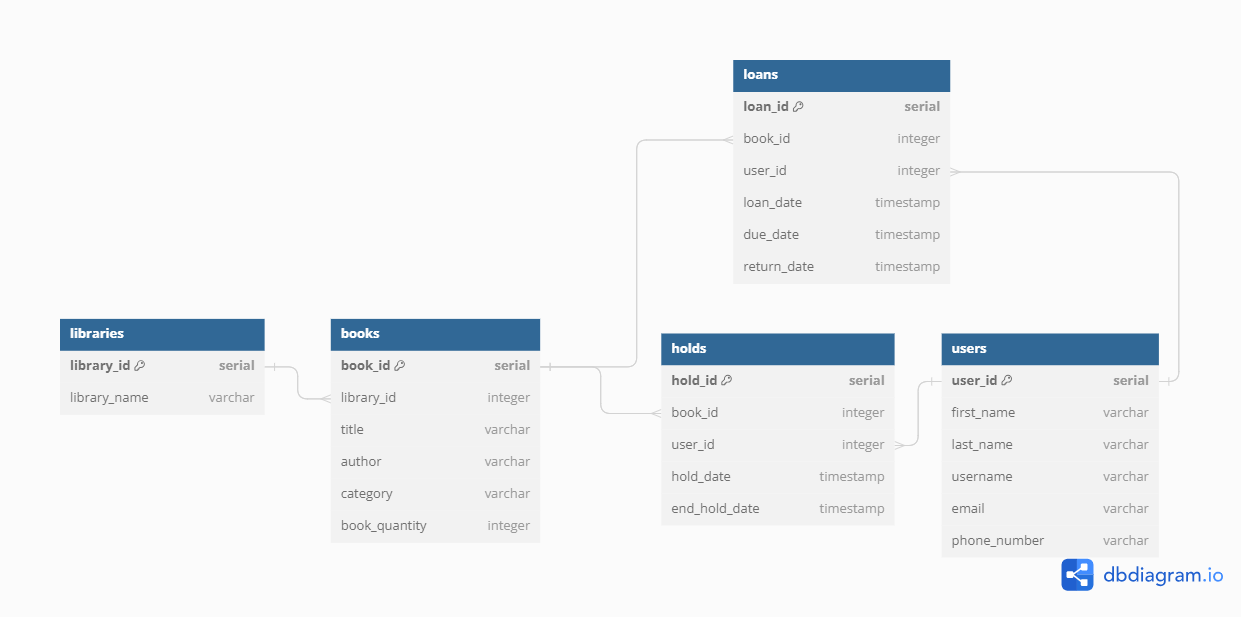 loans
loan_id serial
book_id integer
user_id integer
loan_date timestamp
due_date timestamp
return_date timestamp
libraries
library_id serial
library_name varchar
books
book_id serial
library_id integer
title varchar
author varchar
category varchar
book_quantity integer
holds
hold_id serial
book_id integer
user_id integer
hold_date timestamp
end_hold_date timestamp
users
user_id serial
first_name varchar
last_name varchar
username varchar
email varchar
phone_number varchar
dbdiagram.io